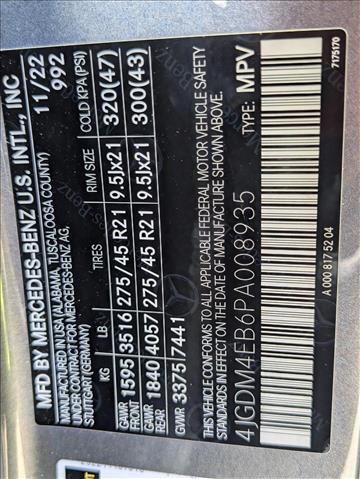 MFD BY MERCEDES-BENZ U.S. INTL., INC
MANUFACTURED IN USA (ALABAMA, TUSCALOOSA COUNTY)
UNDER CONTRACT FOR MERCEDES-BENZ AG,
STUTTGART (GERMANY)
11/22
992
KG LB RIM SIZE COLD KPA (PSI)
GAWR FRONT 1595 3516 275/45 R21 9.5Jx21 320(47)
GAWR REAR 1840 4057 275/45 R21 9.5Jx21 300(43)
GVWR 3375 7441
THIS VEHICLE CONFORMS TO ALL APPLICABLE FEDERAL MOTOR VEHICLE SAFETY
STANDARDS IN EFFECT ON THE DATE OF MANUFACTURE SHOWN ABOVE.
4JGDM4EB6PA008935 TYPE: MPV
A 000 817 52 04
7175170